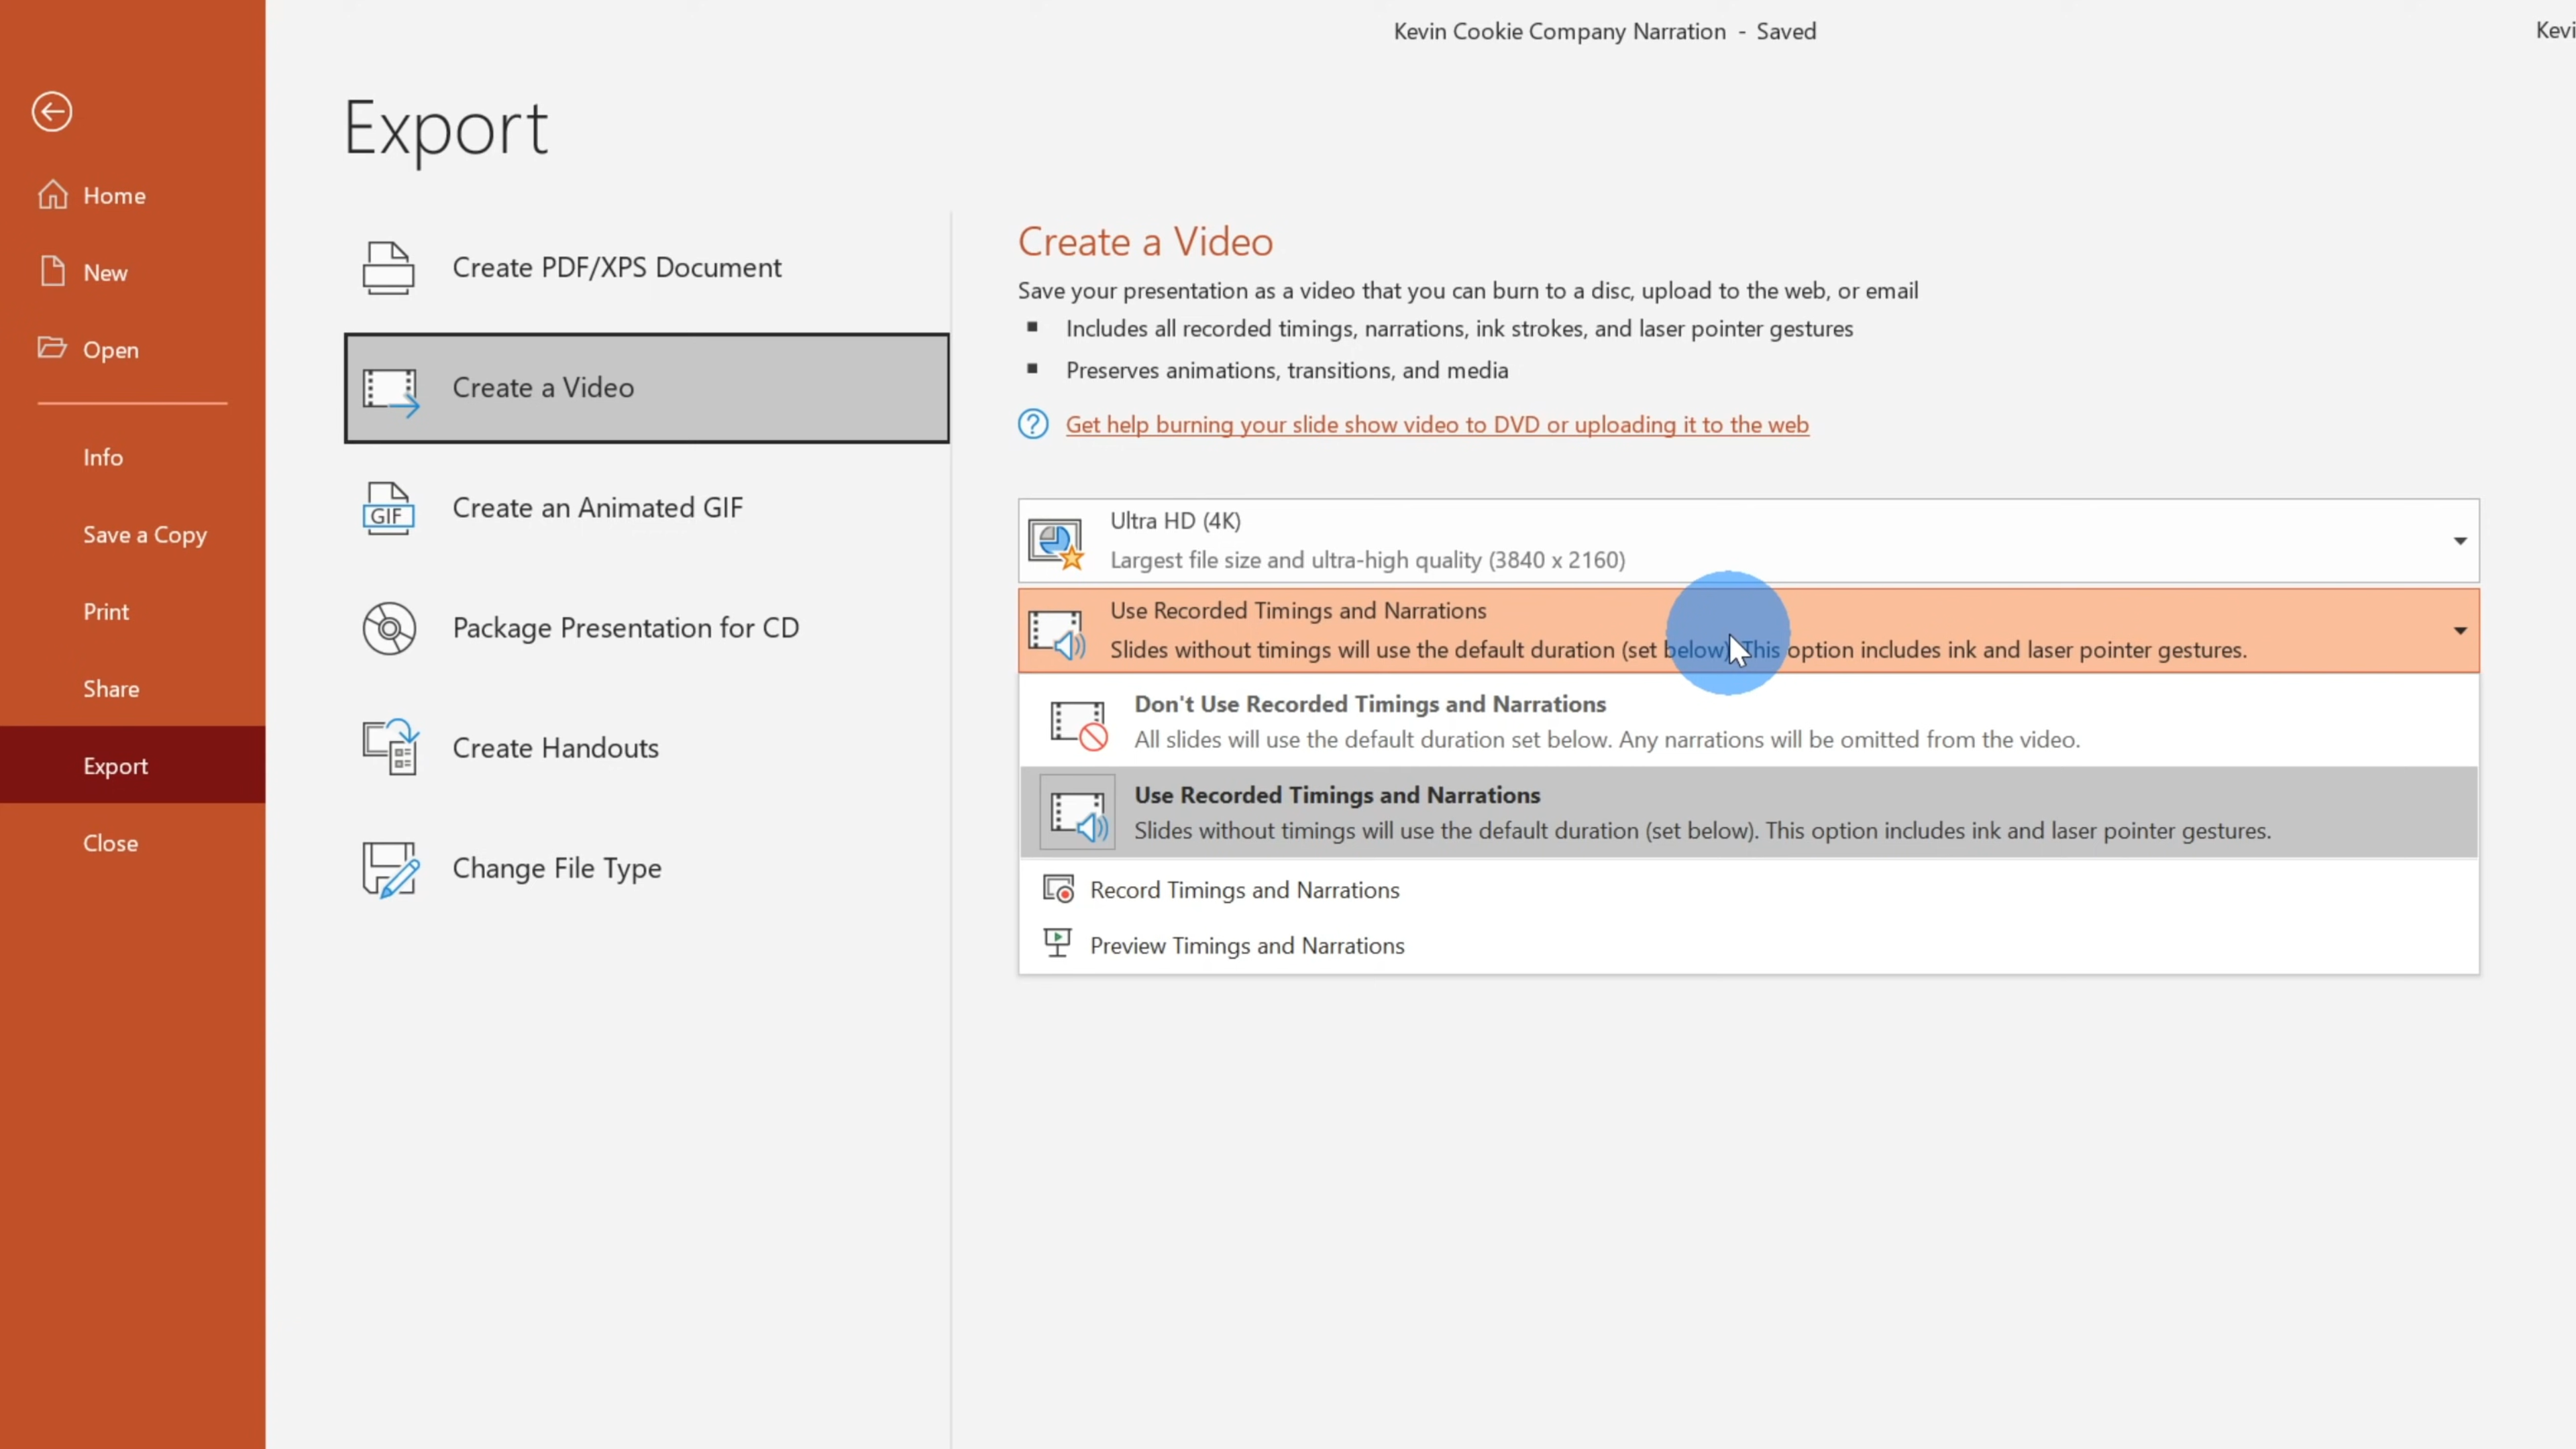 Kevin Cookie Company Narration - Saved
Kevi
Export
Home
New
Open
Info
Save a Copy
Print
Share
Export
Close
Create PDF/XPS Document
Create a Video
Create an Animated GIF
GIF
Package Presentation for CD
Create Handouts
Change File Type
Create a Video
Save your presentation as a video that you can burn to a disc, upload to the web, or email
Includes all recorded timings, narrations, ink strokes, and laser pointer gestures
Preserves animations, transitions, and media
Get help burning your slide show video to DVD or uploading it to the web
Ultra HD (4K)
Largest file size and ultra-high quality (3840 x 2160)
Use Recorded Timings and Narrations
Slides without timings will use the default duration (set below). This option includes ink and laser pointer gestures.
Don't Use Recorded Timings and Narrations
All slides will use the default duration set below. Any narrations will be omitted from the video.
Use Recorded Timings and Narrations
Slides without timings will use the default duration (set below). This option includes ink and laser pointer gestures.
Record Timings and Narrations
Preview Timings and Narrations